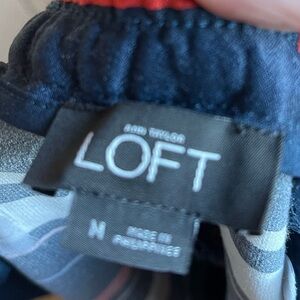 ANN TAYLOR
LOFT
N
MADE IN
PHILIPPINES